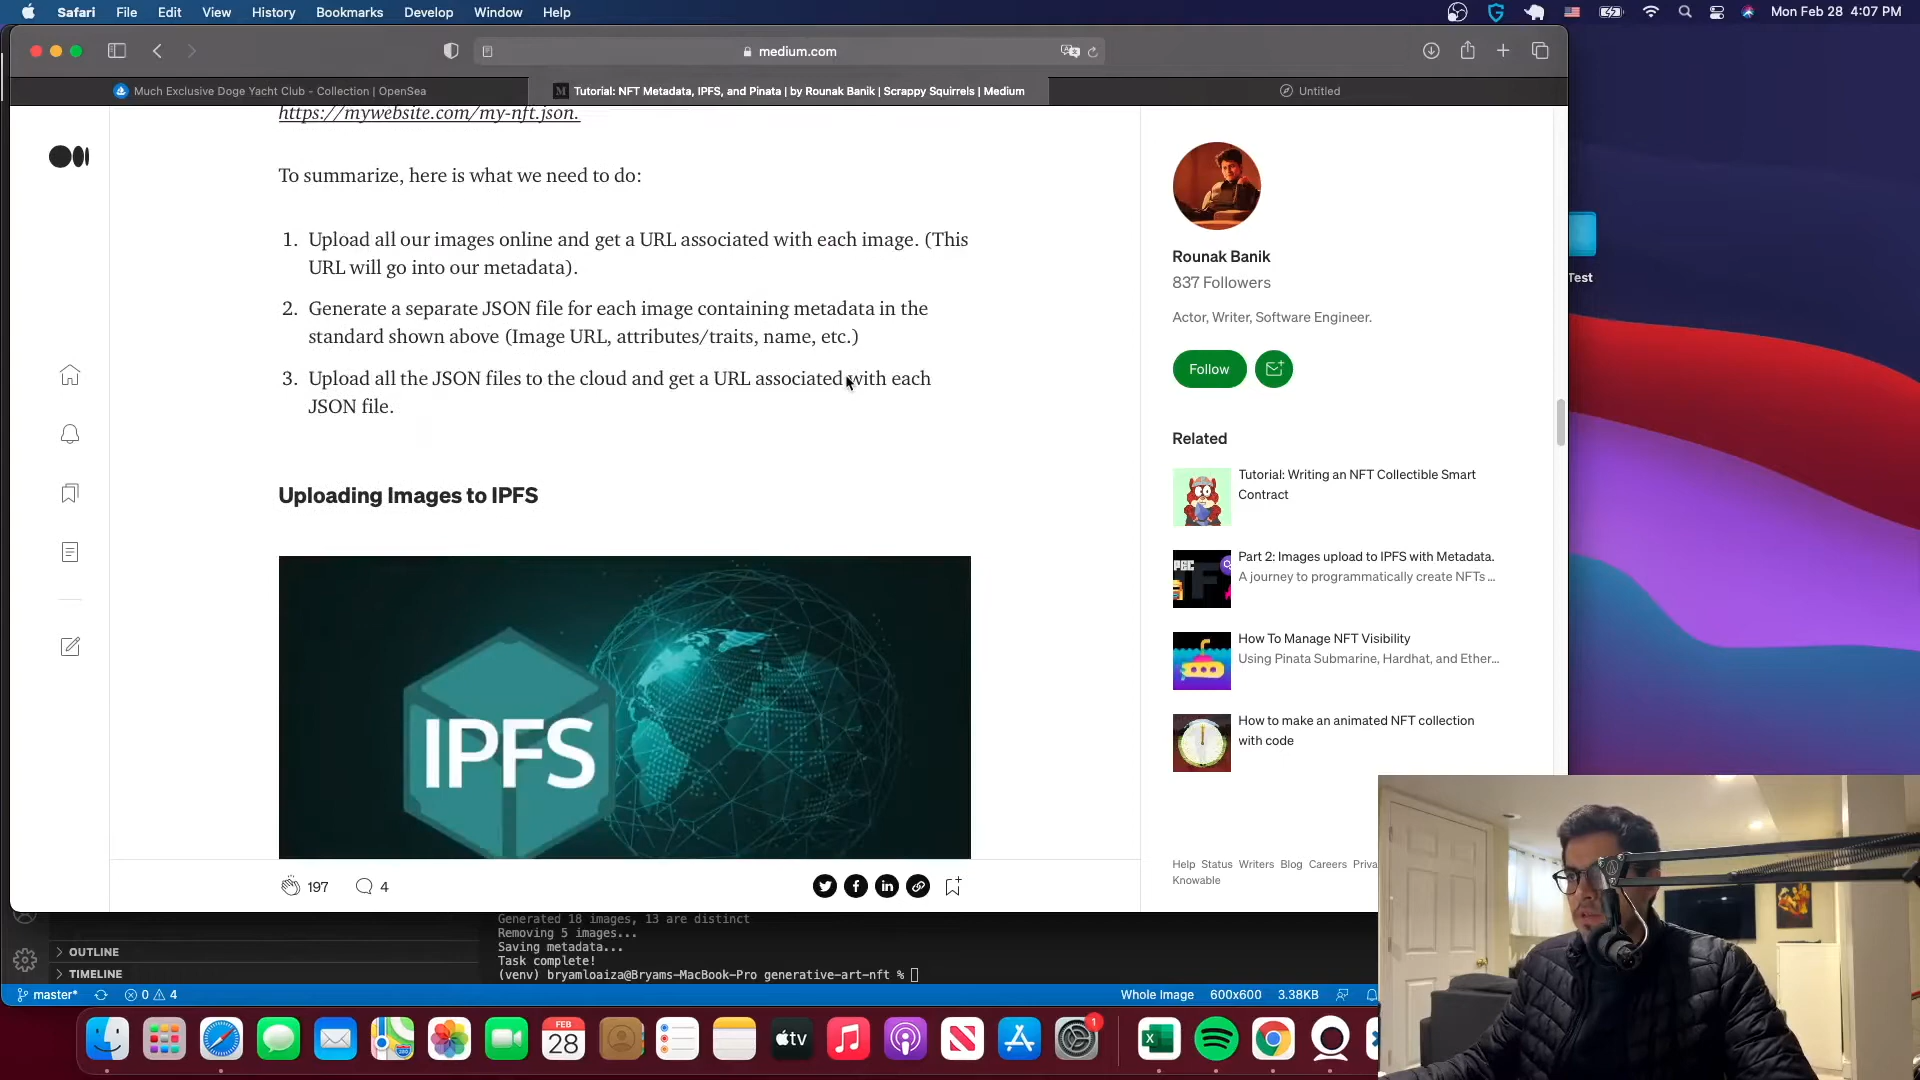 Safari File Edit View History Bookmarks Develop Window Help
Mon Feb 28 4:07 PM
medium.com
Much Exclusive Doge Yacht Club - Collection | OpenSea
Tutorial: NFT Metadata, IPFS, and Pinata | by Rounak Banik | Scrappy Squirrels | Medium
Untitled
https://mywebsite.com/my-nft.json.
To summarize, here is what we need to do:
1. Upload all our images online and get a URL associated with each image. (This
URL will go into our metadata).
2. Generate a separate JSON file for each image containing metadata in the
standard shown above (Image URL, attributes/traits, name, etc.)
3. Upload all the JSON files to the cloud and get a URL associated with each
JSON file.
Uploading Images to IPFS
IPFS
197
4
Rounak Banik
837 Followers
Actor, Writer, Software Engineer.
Follow
Related
Tutorial: Writing an NFT Collectible Smart
Contract
Part 2: Images upload to IPFS with Metadata.
A journey to programmatically create NFTs ...
How To Manage NFT Visibility
Using Pinata Submarine, Hardhat, and Ether...
How to make an animated NFT collection
with code
Help Status Writers Blog Careers Priva
Knowable
Test
Generated 18 images, 13 are distinct
Removing 5 images...
Saving metadata...
Task complete!
(venv) bryamloaiza@Bryams-MacBook-Pro generative-art-nft %
OUTLINE
TIMELINE
master*
0
4
Whole Image 600x600 3.38KB
FEB
28
tv
1